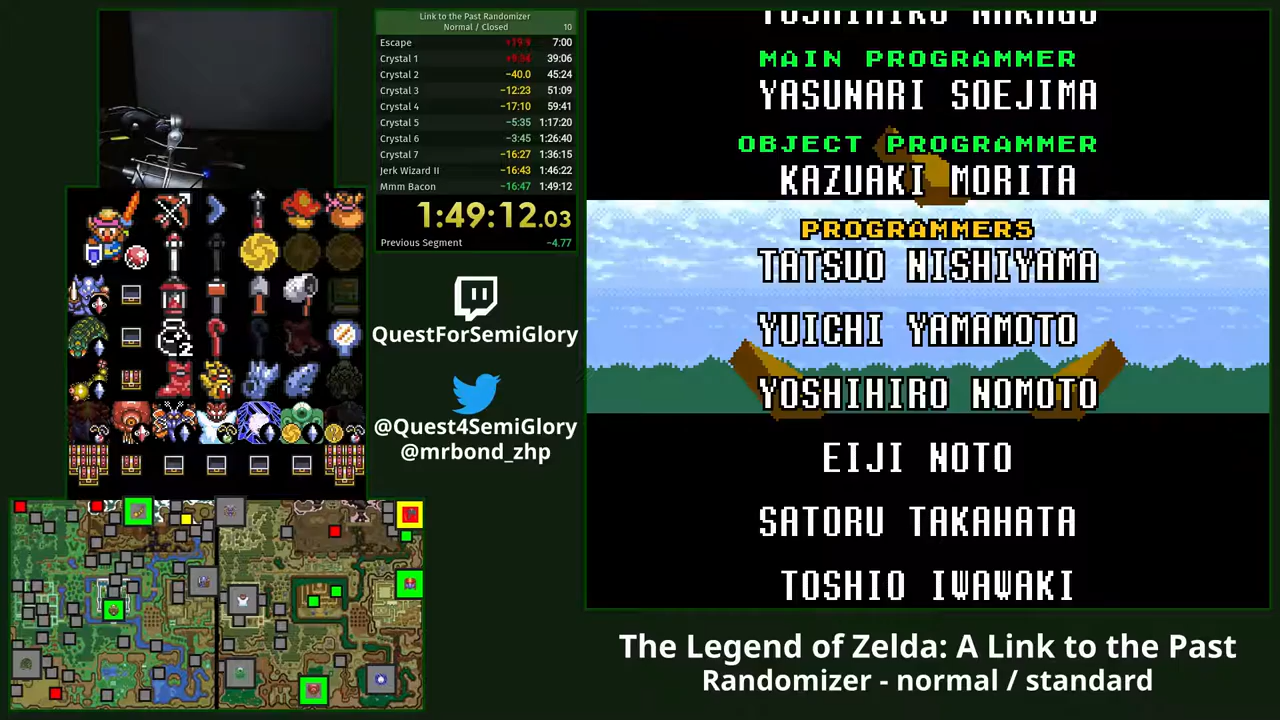 Link to the Past Randomizer
Normal / Closed
10
Escape +19.9 7:00
Crystal 1 +9.34 39:06
Crystal 2 −40.0 45:24
Crystal 3 −12:23 51:09
Crystal 4 −17:10 59:41
Crystal 5 −5:35 1:17:20
Crystal 6 −3:45 1:26:40
Crystal 7 −16:27 1:36:15
Jerk Wizard II −16:43 1:46:22
Mmm Bacon −16:47 1:49:12
1:49:12.03
Previous Segment −4.77
QuestForSemiGlory
@Quest4SemiGlory
@mrbond_zhp
2
MAIN PROGRAMMER
YASUNARI SOEJIMA
OBJECT PROGRAMMER
KAZUAKI MORITA
PROGRAMMERS
TATSUO NISHIYAMA
YUICHI YAMAMOTO
YOSHIHIRO NOMOTO
EIJI NOTO
SATORU TAKAHATA
TOSHIO IWAWAKI
The Legend of Zelda: A Link to the Past
Randomizer - normal / standard